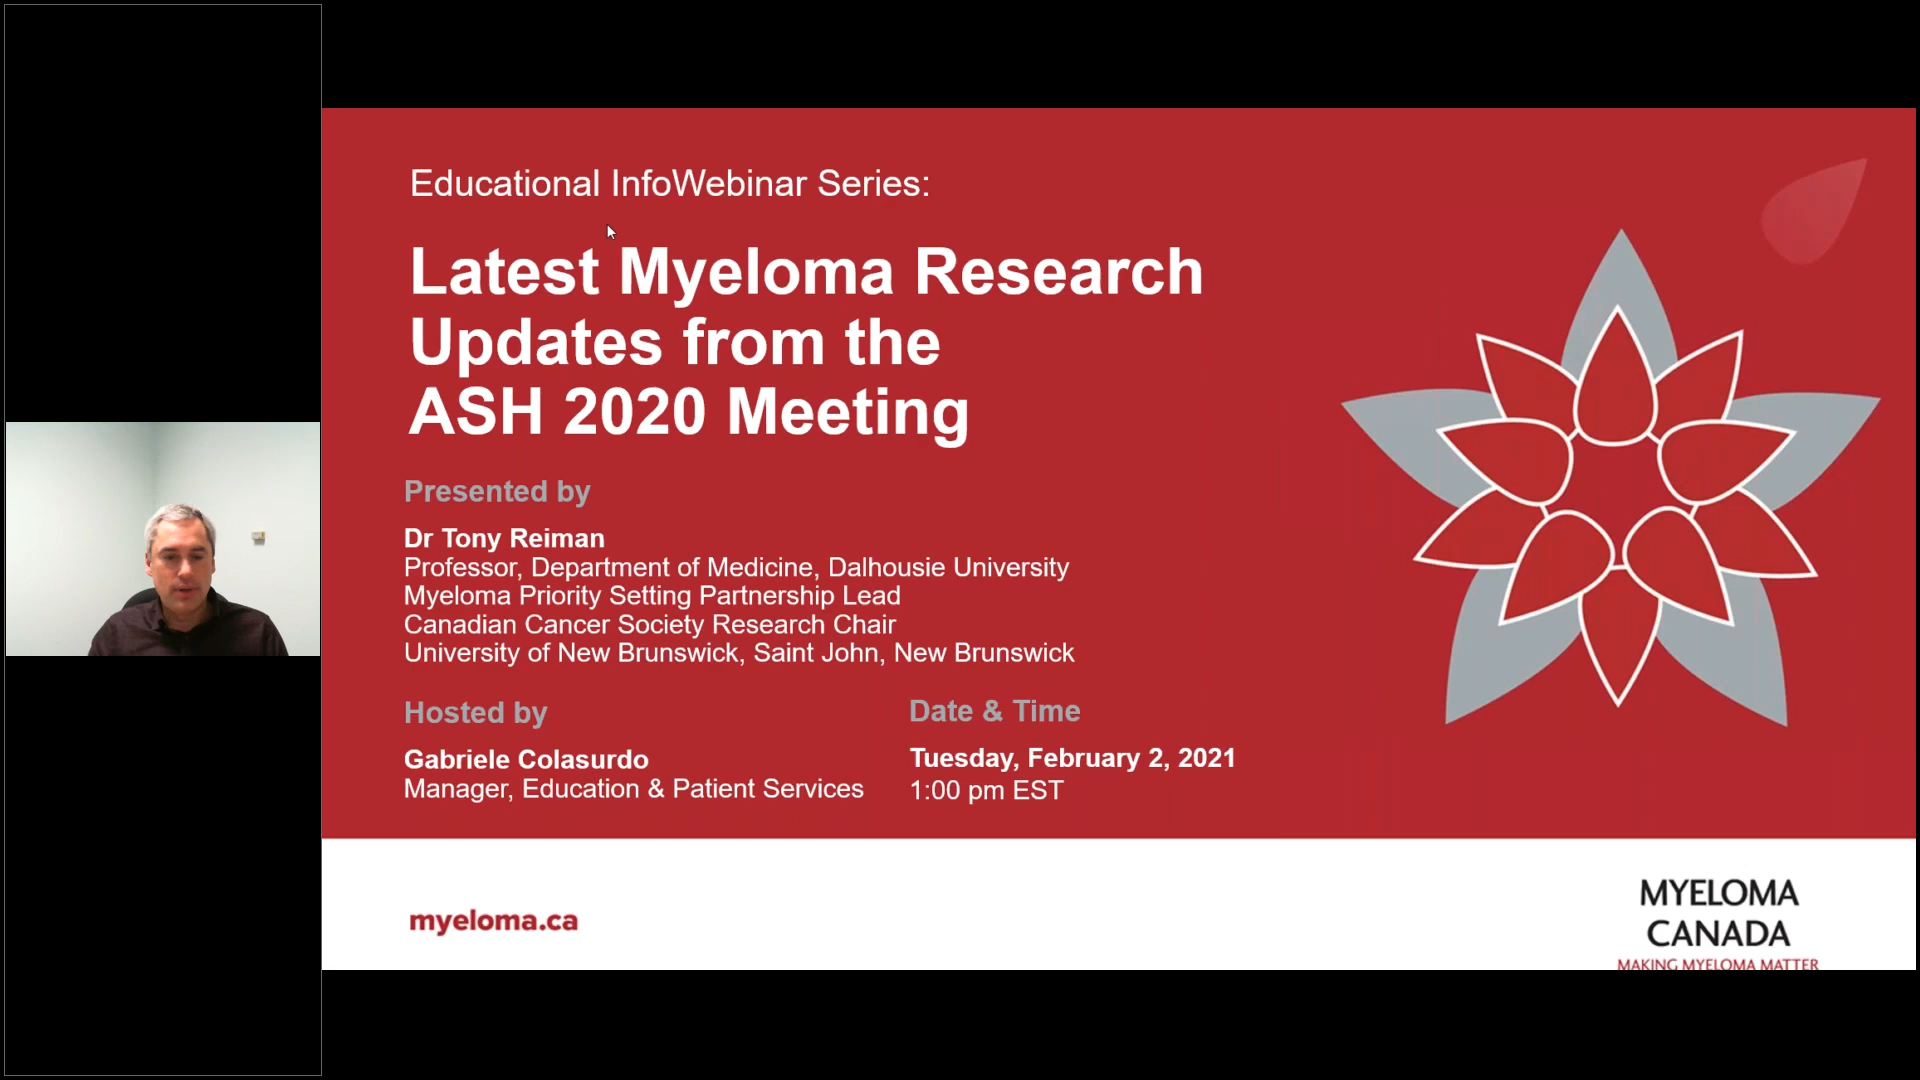 Educational InfoWebinar Series:
Latest Myeloma Research
Updates from the
ASH 2020 Meeting
Presented by
Dr Tony Reiman
Professor, Department of Medicine, Dalhousie University
Myeloma Priority Setting Partnership Lead
Canadian Cancer Society Research Chair
University of New Brunswick, Saint John, New Brunswick
Hosted by
Gabriele Colasurdo
Manager, Education & Patient Services
Date & Time
Tuesday, February 2, 2021
1:00 pm EST
myeloma.ca
MYELOMA
CANADA
MAKING MYELOMA MATTER